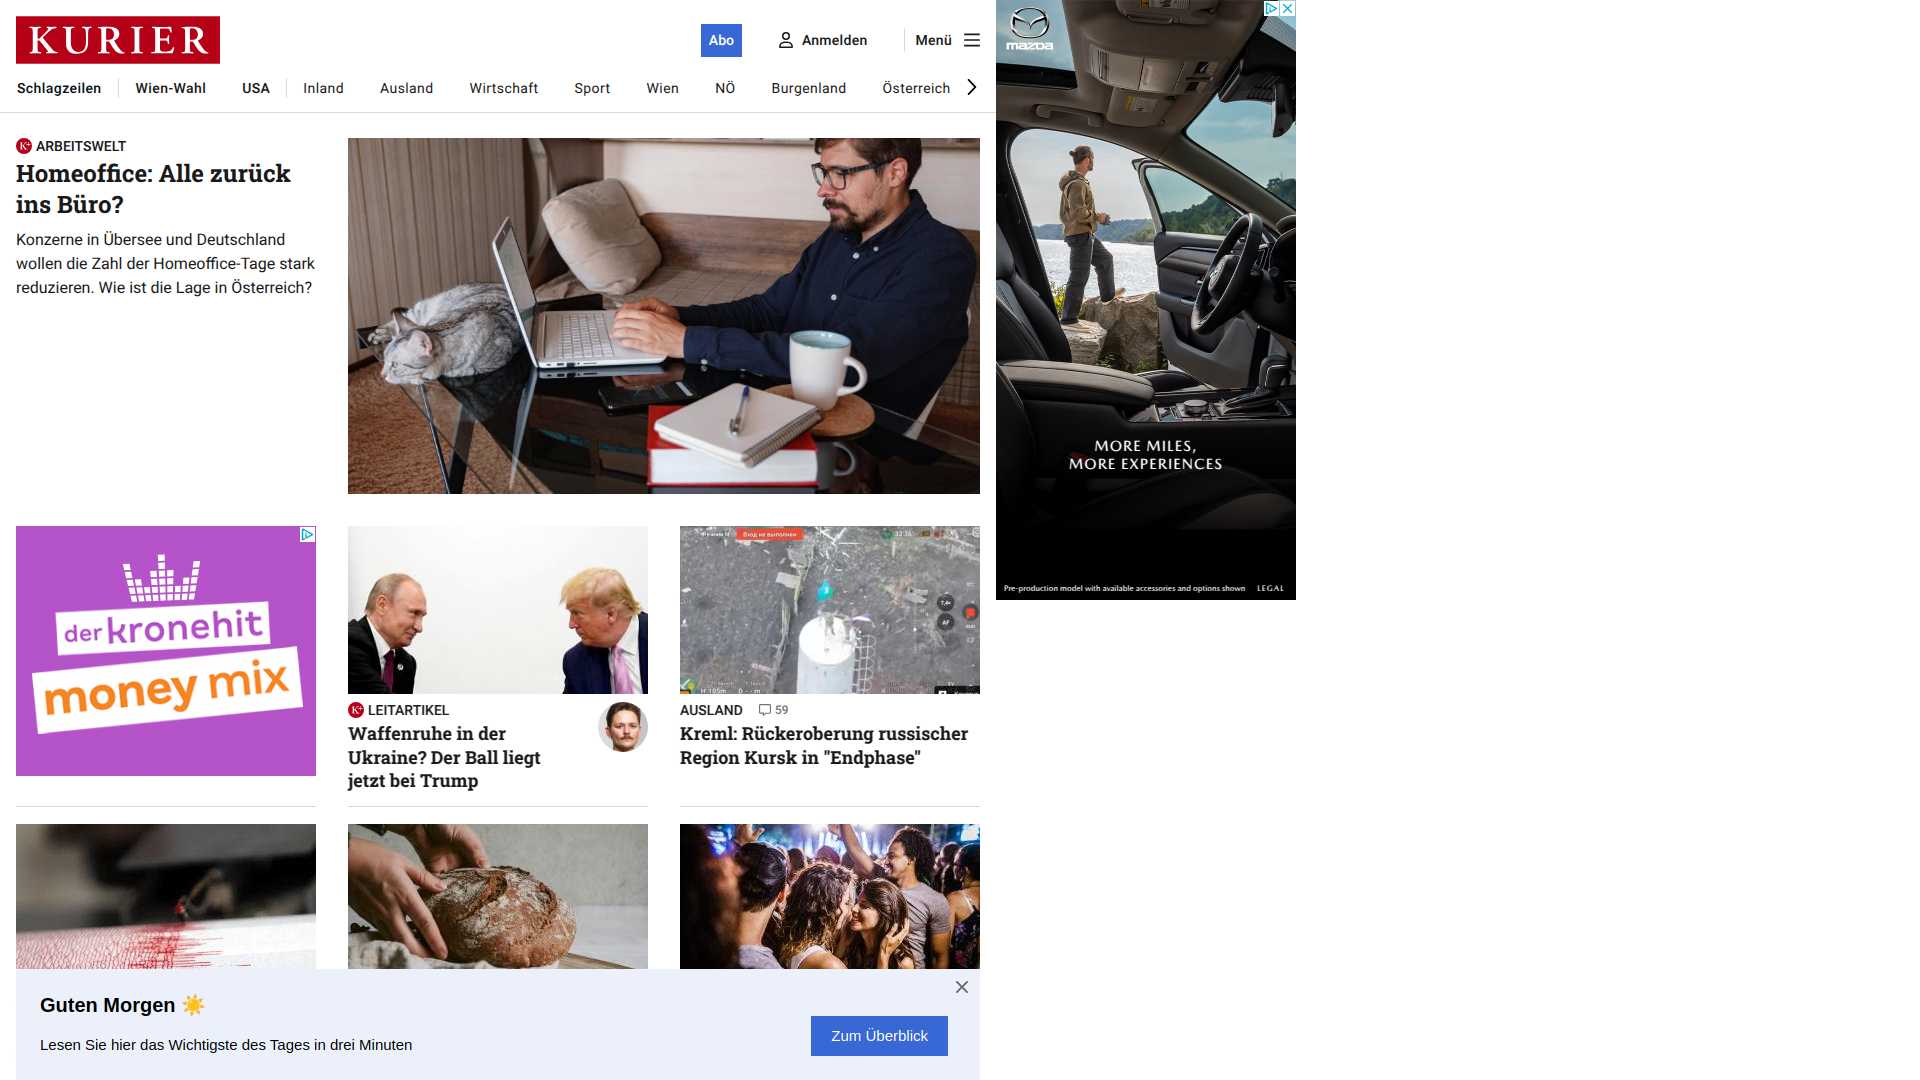 KURIER
Abo
Anmelden
Menü
Schlagzeilen
Wien-Wahl
USA
Inland
Ausland
Wirtschaft
Sport
Wien
NÖ
Burgenland
Österreich
K+ ARBEITSWELT
Homeoffice: Alle zurück
ins Büro?
Konzerne in Übersee und Deutschland
wollen die Zahl der Homeoffice-Tage stark
reduzieren. Wie ist die Lage in Österreich?
mazda
MORE MILES,
MORE EXPERIENCES
Pre-production model with available accessories and options shown
LEGAL
der kronehit
money mix
K+ LEITARTIKEL
Waffenruhe in der
Ukraine? Der Ball liegt
jetzt bei Trump
Вход не выполнен
AF
AUSLAND
59
Kreml: Rückeroberung russischer
Region Kursk in "Endphase"
Guten Morgen ☀️
Lesen Sie hier das Wichtigste des Tages in drei Minuten
Zum Überblick